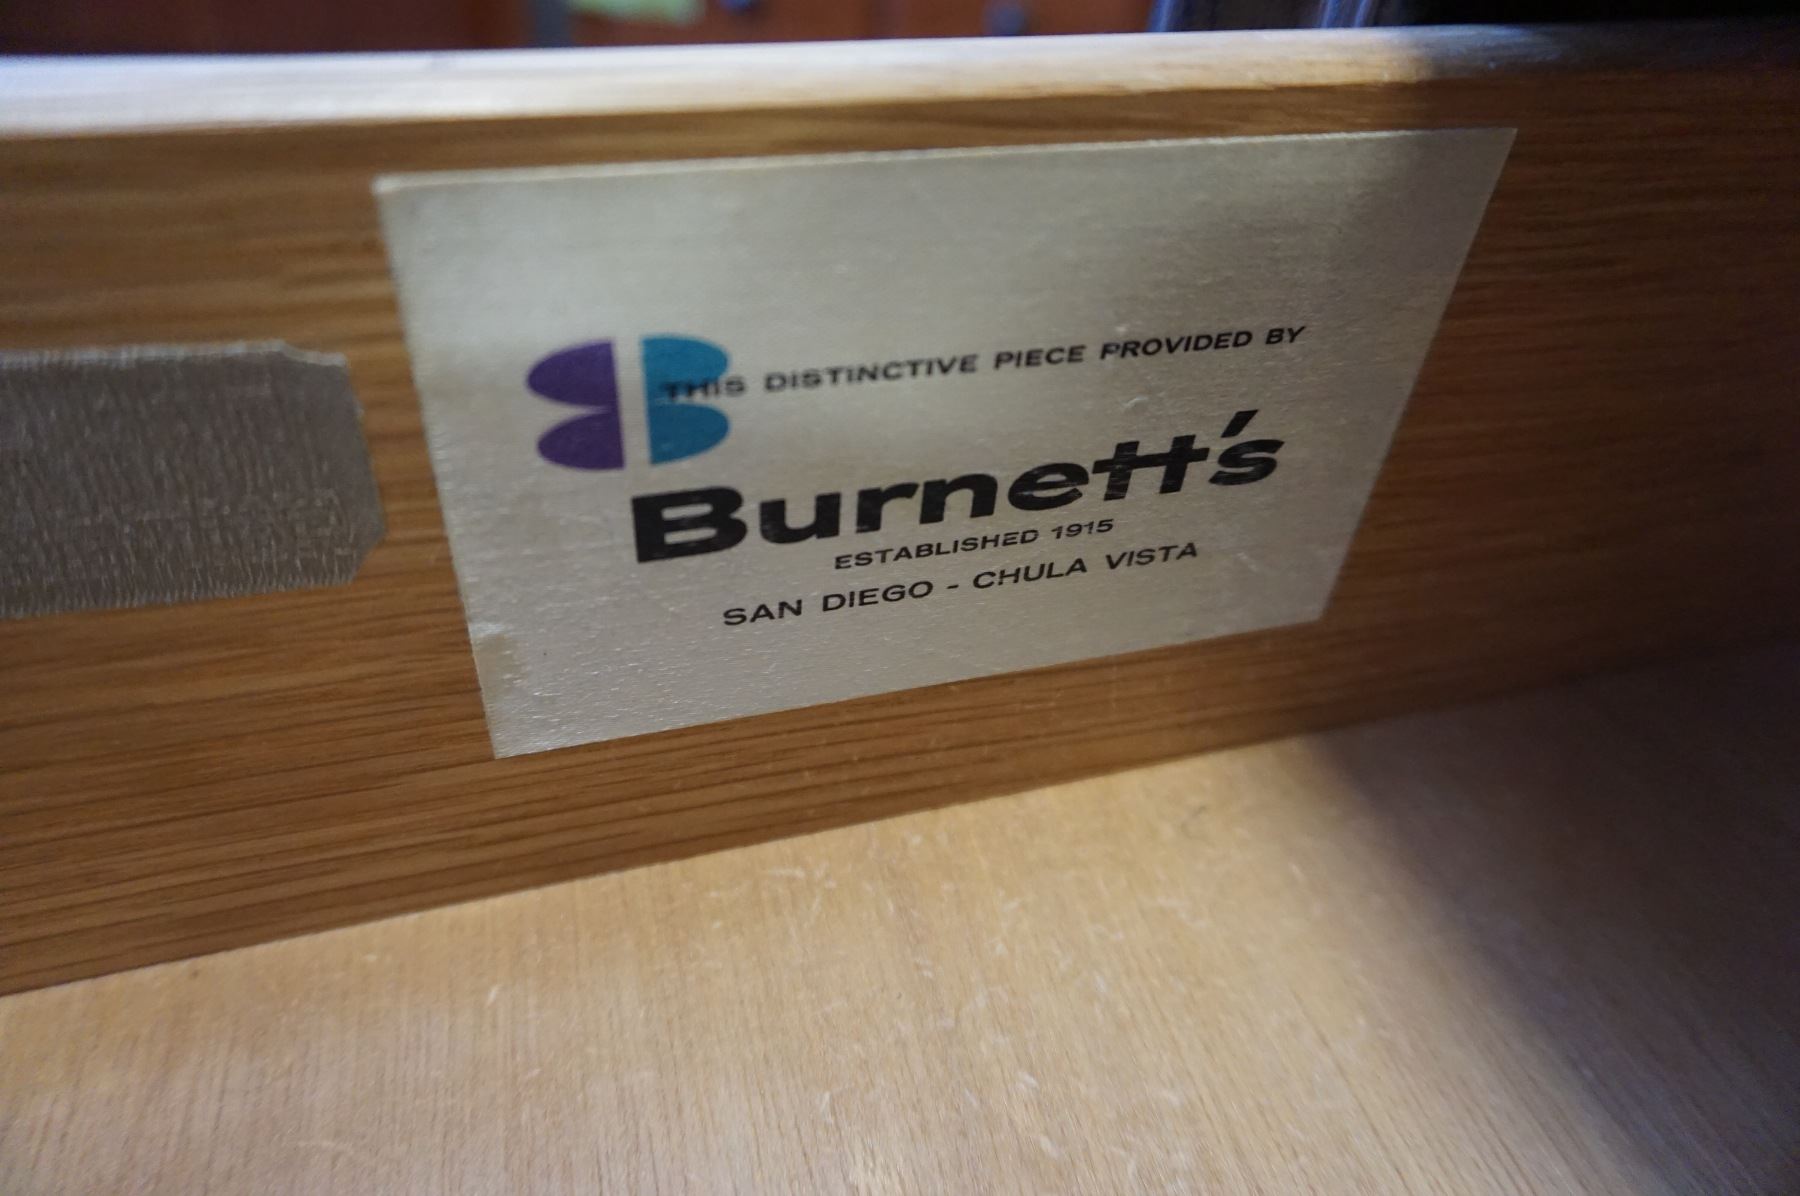 THIS DISTINCTIVE PIECE PROVIDED BY
Burnett's
ESTABLISHED 1915
SAN DIEGO - CHULA VISTA